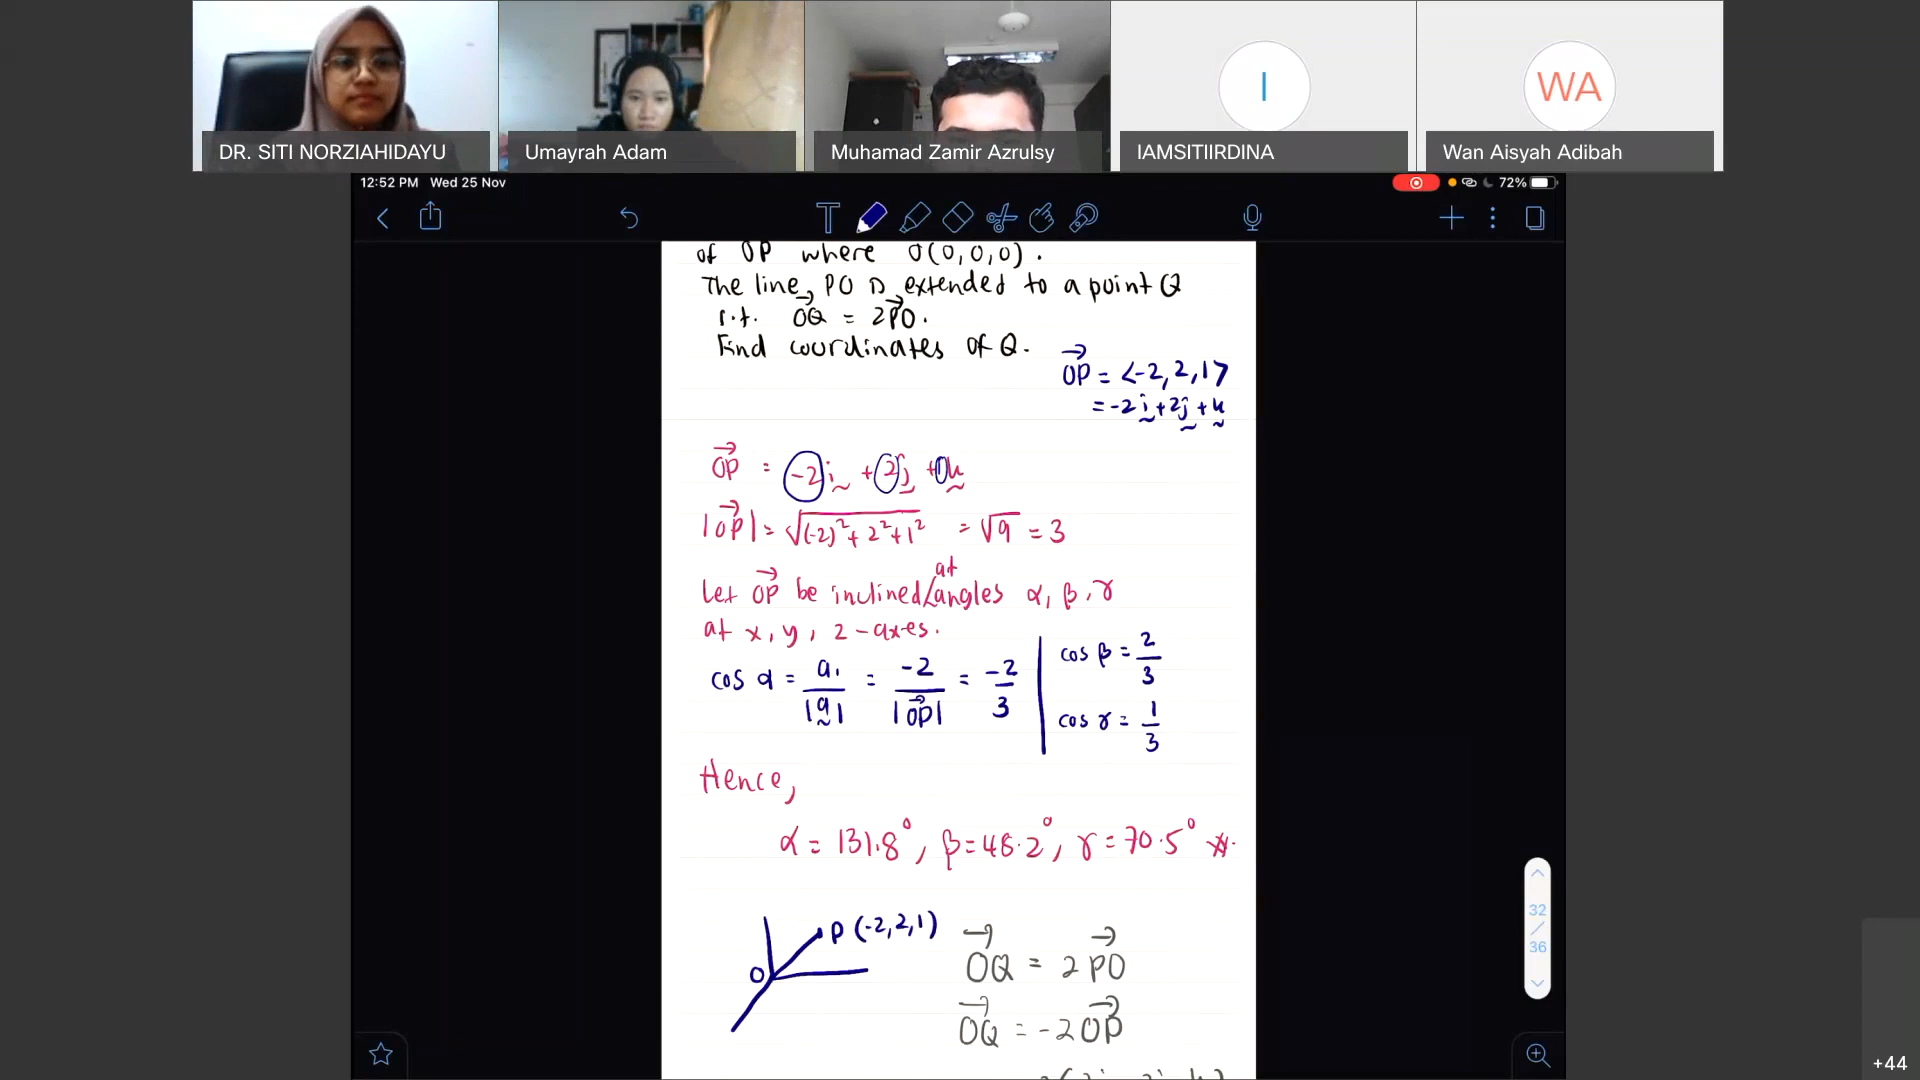 DR. SITI NORZIAHIDAYU
Umayrah Adam
Muhamad Zamir Azrulsy
I
IAMSITIIRDINA
WA
Wan Aisyah Adibah
12:52 PM Wed 25 Nov
72%
of OP where O(0,0,0).
The line, PO is extended to a point Q
s.t. OQ = 2PO.
Find coordinates of Q.
OP = <-2,2,1>
= -2i + 2j + k
OP = -2i + 2j + 1k
|OP| = √(-2)²+2²+1² = √9 = 3
Let OP be inclined/angles α, β, γ
at
at x, y, z-axes.
cos α = a₁/|a| = -2/|OP| = -2/3
cos β = 2/3
cos γ = 1/3
Hence,
α = 131.8°, β = 48.2°, γ = 70.5°
P (-2,2,1)
O
OQ = 2PO
OQ = -2OP
32
/
36
+44